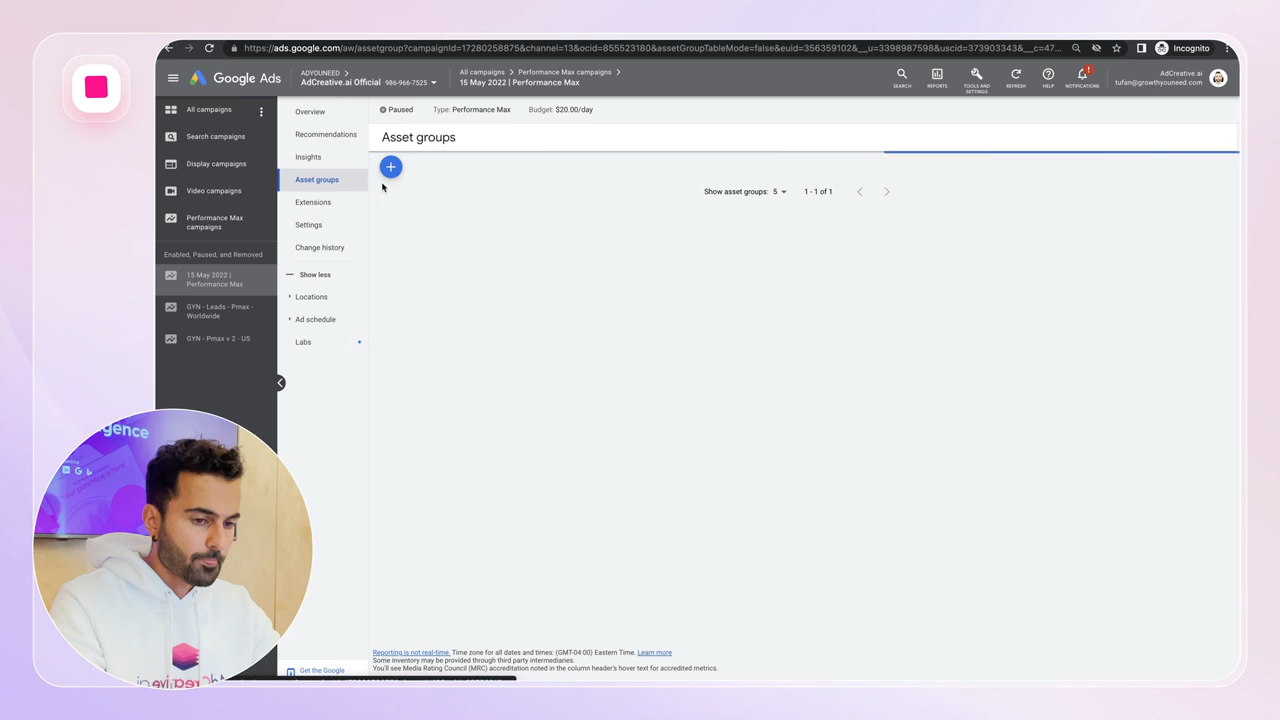 https://ads.google.com/aw/assetgroup?campaignId=17280258875&channel=13&ocid=855523180&assetGroupTableMode=false&euid=356359102&__u=3398987598&uscid=373903343&__c=47...
Incognito
Google Ads
ADYOUNEED
AdCreative.ai Official 986-966-7525
All campaigns
Performance Max campaigns
15 May 2022 | Performance Max
SEARCH
REPORTS
TOOLS AND
SETTINGS
REFRESH
HELP
NOTIFICATIONS
AdCreative.ai
tufan@growthyouneed.com
All campaigns
Search campaigns
Display campaigns
Video campaigns
Performance Max
campaigns
Enabled, Paused, and Removed
15 May 2022 |
Performance Max
GYN - Leads - Pmax -
Worldwide
GYN - Pmax v 2 - US
Overview
Recommendations
Insights
Asset groups
Extensions
Settings
Change history
Show less
Locations
Ad schedule
Labs
Get the Google
Paused
Type: Performance Max
Budget: $20.00/day
Asset groups
Show asset groups: 5
1 - 1 of 1
Reporting is not real-time. Time zone for all dates and times: (GMT-04:00) Eastern Time. Learn more
Some inventory may be provided through third party intermediaries.
You'll see Media Rating Council (MRC) accreditation noted in the column header's hover text for accredited metrics.